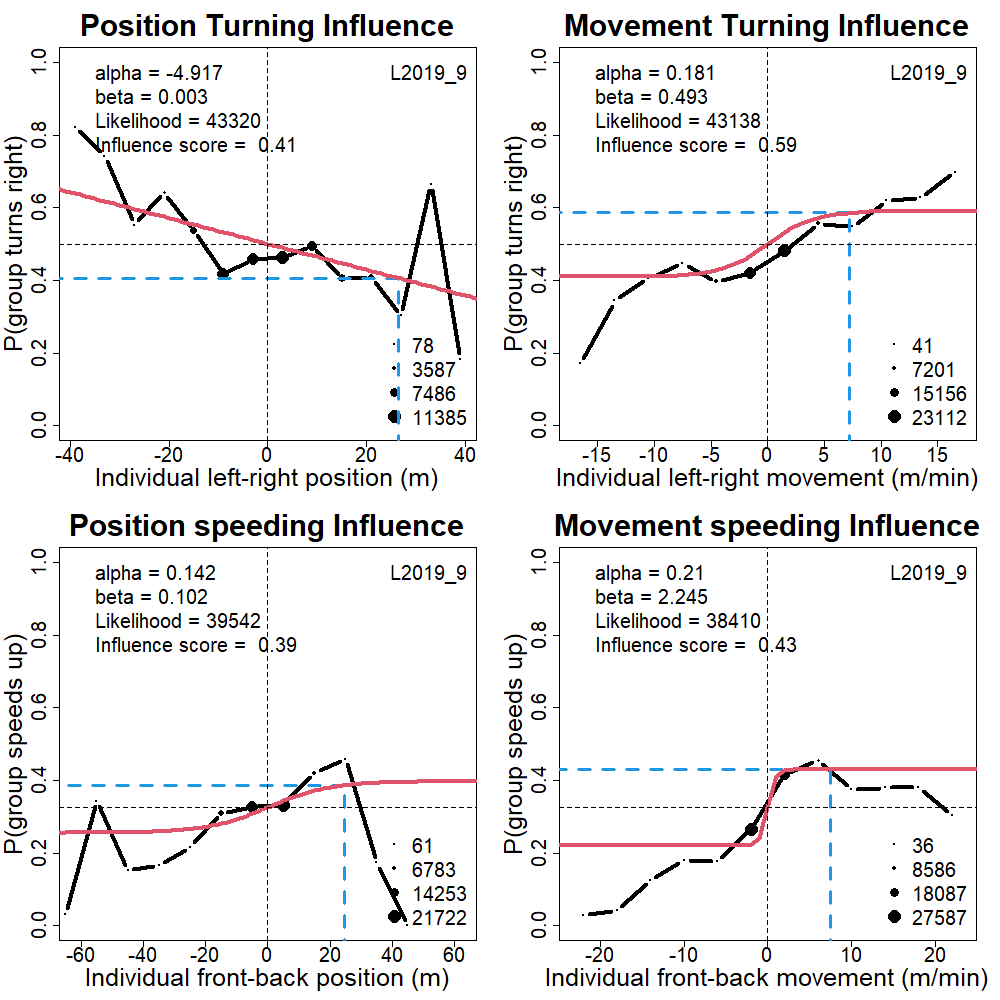 Position Turning Influence
alpha = -4.917
L2019_9
beta = 0.003
Likelihood = 43320
Influence score = 0.41
P(group turns right)
1.0
0.8
0.6
0.4
0.2
0.0
78
3587
7486
11385
-40
-20
0
20
40
Individual left-right position (m)
Movement Turning Influence
alpha = 0.181
L2019_9
beta = 0.493
Likelihood = 43138
Influence score = 0.59
P(group turns right)
1.0
0.8
0.6
0.4
0.2
0.0
41
7201
15156
23112
-15
-10
-5
0
5
10
15
Individual left-right movement (m/min)
Position speeding Influence
alpha = 0.142
L2019_9
beta = 0.102
Likelihood = 39542
Influence score = 0.39
P(group speeds up)
1.0
0.8
0.6
0.4
0.2
0.0
61
6783
14253
21722
-60
-40
-20
0
20
40
60
Individual front-back position (m)
Movement speeding Influence
alpha = 0.21
L2019_9
beta = 2.245
Likelihood = 38410
Influence score = 0.43
P(group speeds up)
1.0
0.8
0.6
0.4
0.2
0.0
36
8586
18087
27587
-20
-10
0
10
20
Individual front-back movement (m/min)